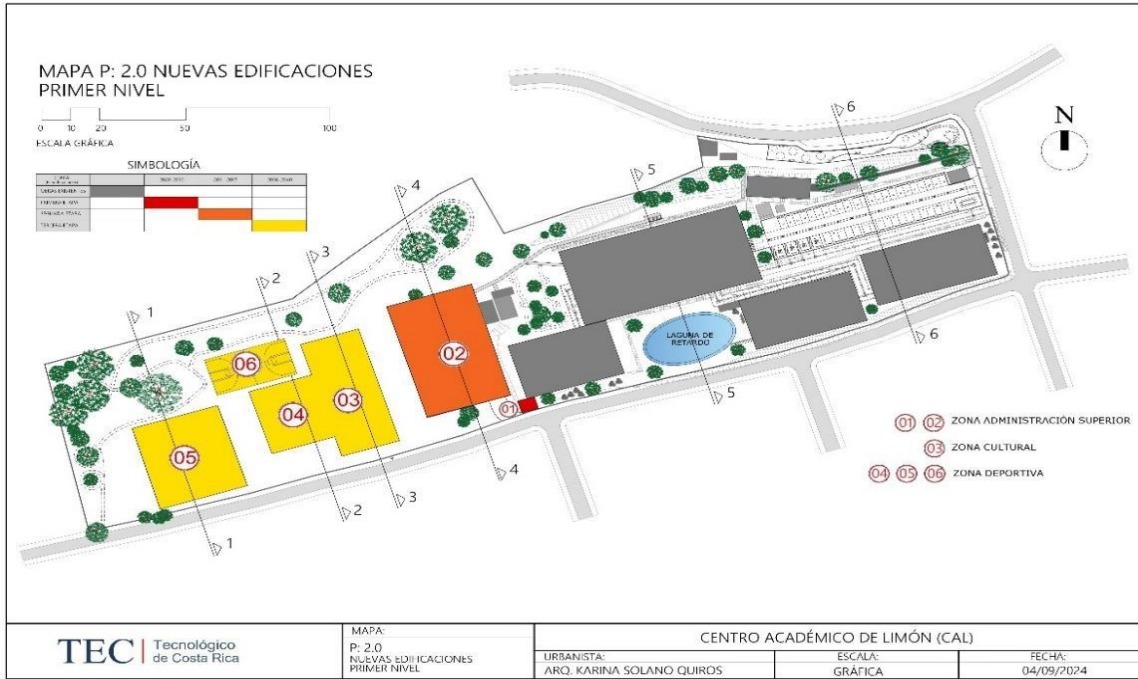 MAPA P: 2.0 NUEVAS EDIFICACIONES
PRIMER NIVEL
0 10 20 50 100
ESCALA GRÁFICA
SIMBOLOGÍA
1
2
3
4
5
6
06
04
03
05
02
01
LAGUNA DE
RETARDO
1
2
3
4
5
6
N
01 02 ZONA ADMINISTRACIÓN SUPERIOR
03 ZONA CULTURAL
04 05 06 ZONA DEPORTIVA
TEC | Tecnológico
de Costa Rica
MAPA:
P: 2.0
NUEVAS EDIFICACIONES
PRIMER NIVEL
CENTRO ACADÉMICO DE LIMÓN (CAL)
URBANISTA:
ARQ. KARINA SOLANO QUIROS
ESCALA:
GRÁFICA
FECHA:
04/09/2024